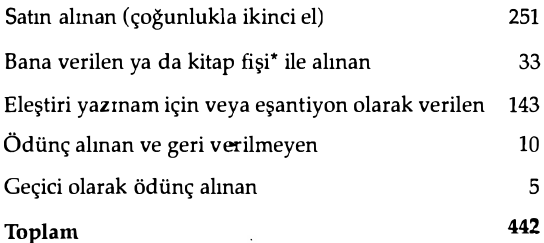 Satın alınan (çoğunlukla ikinci el) 251
Bana verilen ya da kitap fişi* ile alınan 33
Eleştiri yazınam için veya eşantiyon olarak verilen 143
Ödünç alınan ve geri verilmeyen 10
Geçici olarak ödünç alınan 5
Toplam 442